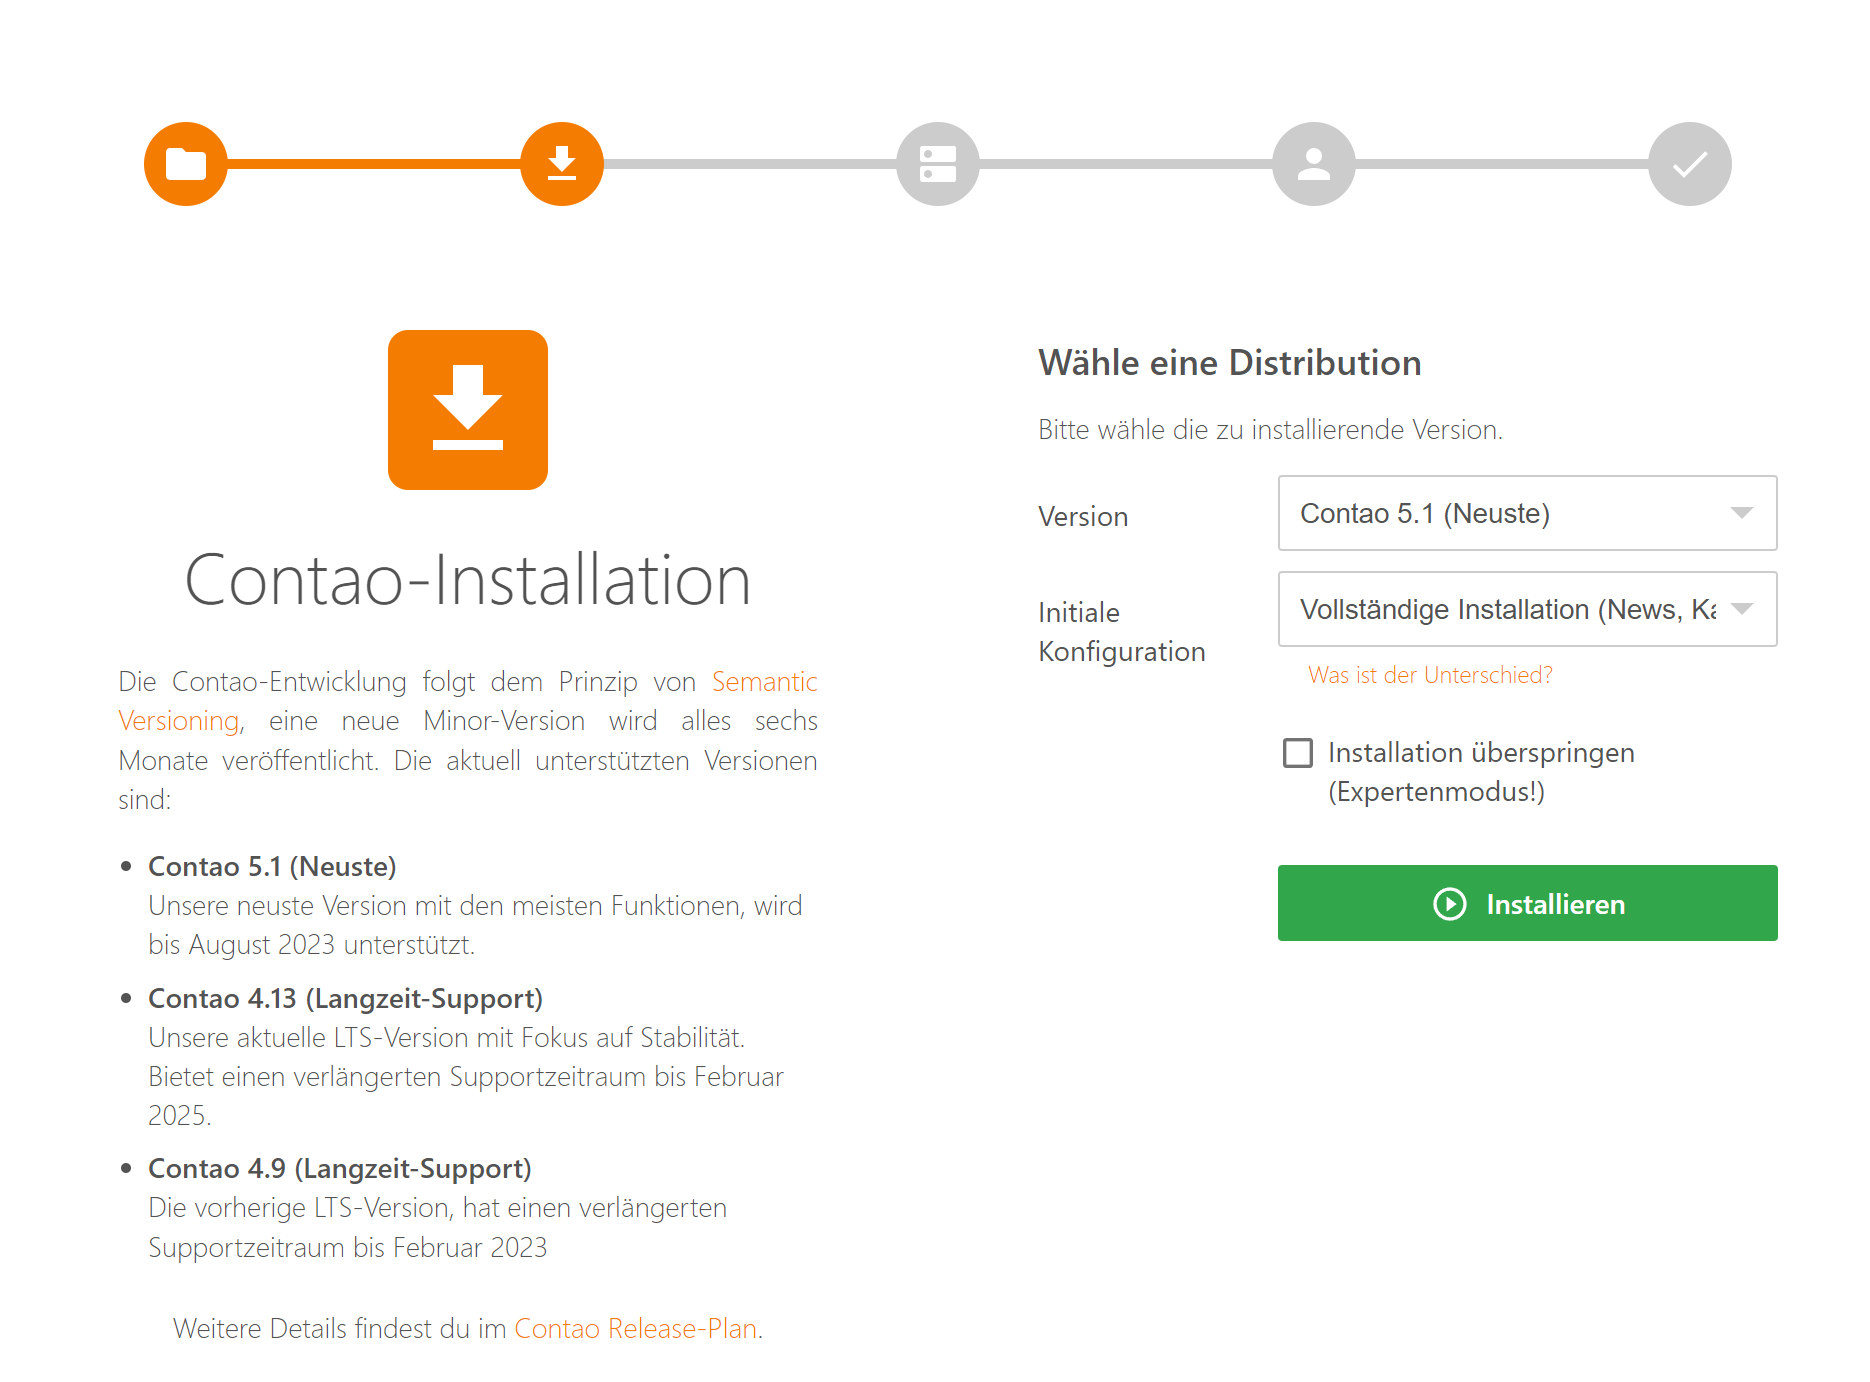 Contao-Installation
Die Contao-Entwicklung folgt dem Prinzip von Semantic
Versioning, eine neue Minor-Version wird alles sechs
Monate veröffentlicht. Die aktuell unterstützten Versionen
sind:
• Contao 5.1 (Neuste)
Unsere neuste Version mit den meisten Funktionen, wird
bis August 2023 unterstützt.
• Contao 4.13 (Langzeit-Support)
Unsere aktuelle LTS-Version mit Fokus auf Stabilität.
Bietet einen verlängerten Supportzeitraum bis Februar
2025.
• Contao 4.9 (Langzeit-Support)
Die vorherige LTS-Version, hat einen verlängerten
Supportzeitraum bis Februar 2023
Weitere Details findest du im Contao Release-Plan.
Wähle eine Distribution
Bitte wähle die zu installierende Version.
Version
Contao 5.1 (Neuste)
Initiale
Konfiguration
Vollständige Installation (News, Ka
Was ist der Unterschied?
Installation überspringen
(Expertenmodus!)
Installieren